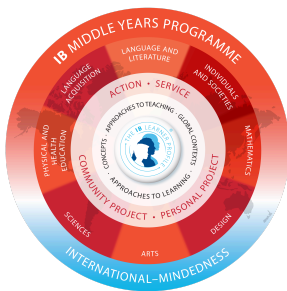 IB MIDDLE YEARS PROGRAMME
LANGUAGE AND
LITERATURE
LANGUAGE
ACQUISITION
INDIVIDUALS
AND SOCIETIES
PHYSICAL AND
HEALTH
EDUCATION
MATHEMATICS
SCIENCES
DESIGN
ARTS
ACTION • SERVICE
COMMUNITY PROJECT • PERSONAL PROJECT
APPROACHES TO TEACHING
CONCEPTS
GLOBAL CONTEXTS
APPROACHES TO LEARNING
THE IB LEARNER PROFILE
INTERNATIONAL–MINDEDNESS